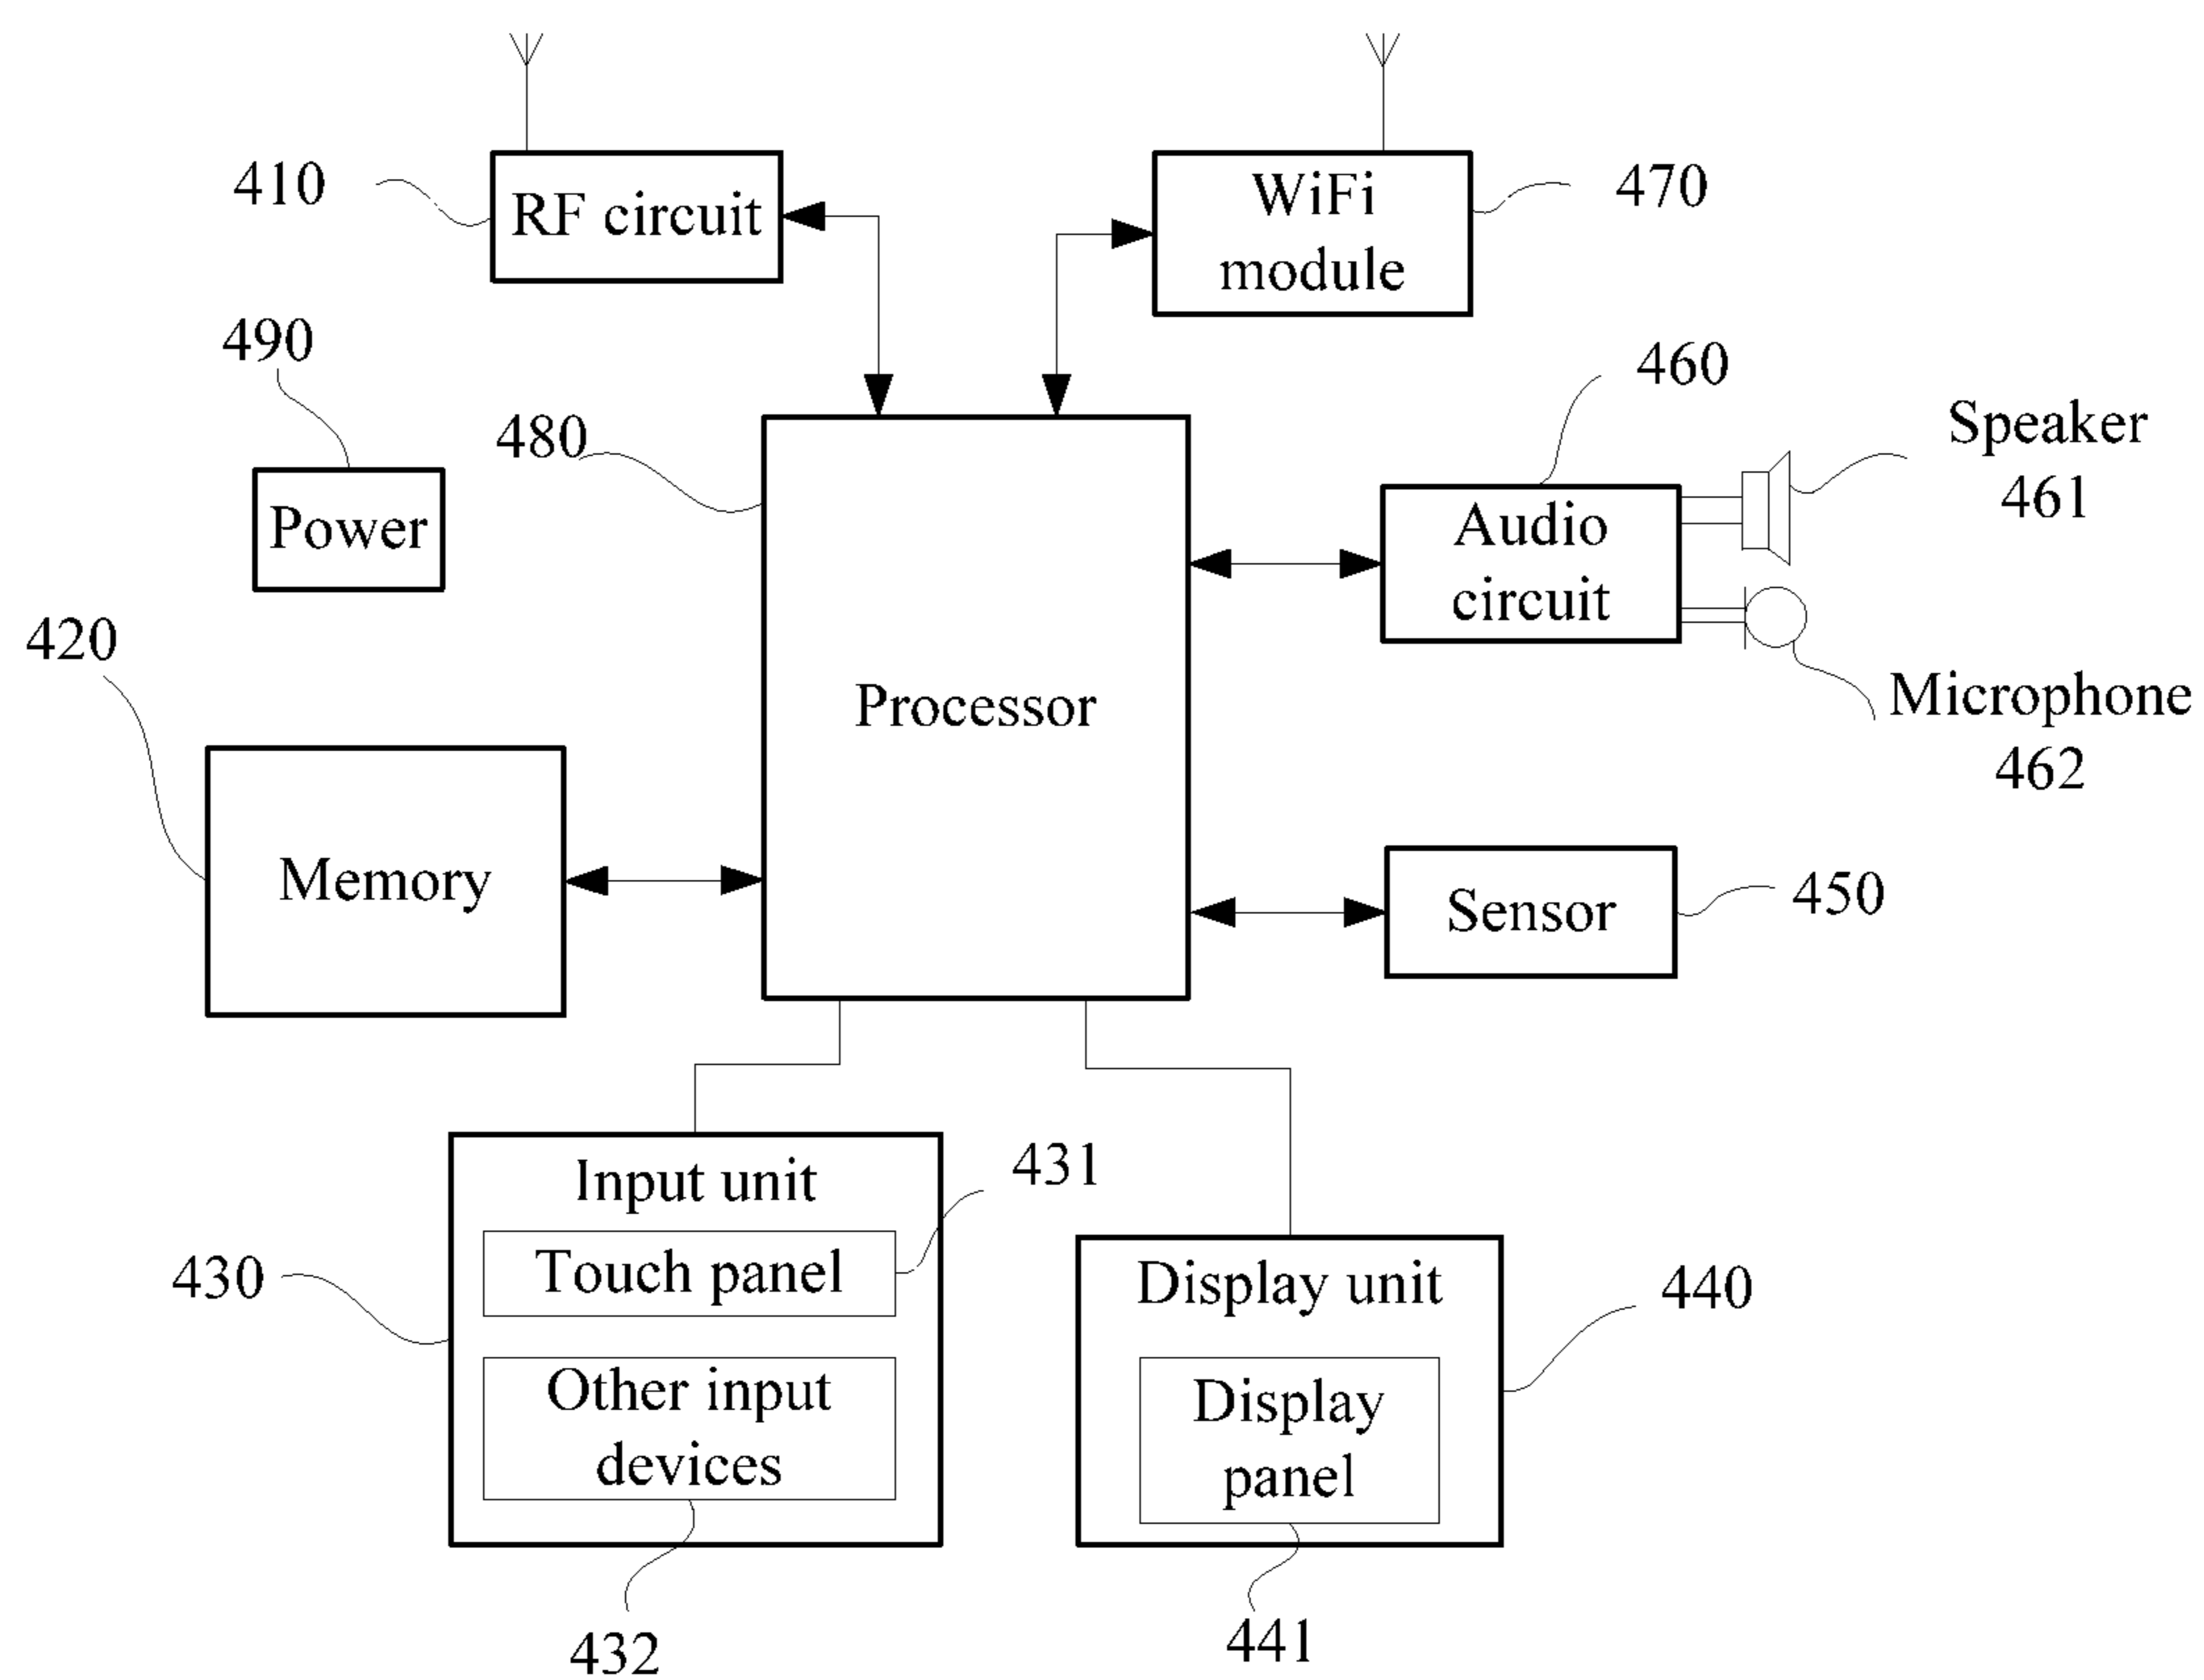 410
RF circuit
WiFi
module
470
490
Power
480
460
Speaker
461
Audio
circuit
420
Processor
Microphone
462
Memory
Sensor
450
Input unit
431
Touch panel
430
Other input
devices
432
Display unit
440
Display
panel
441